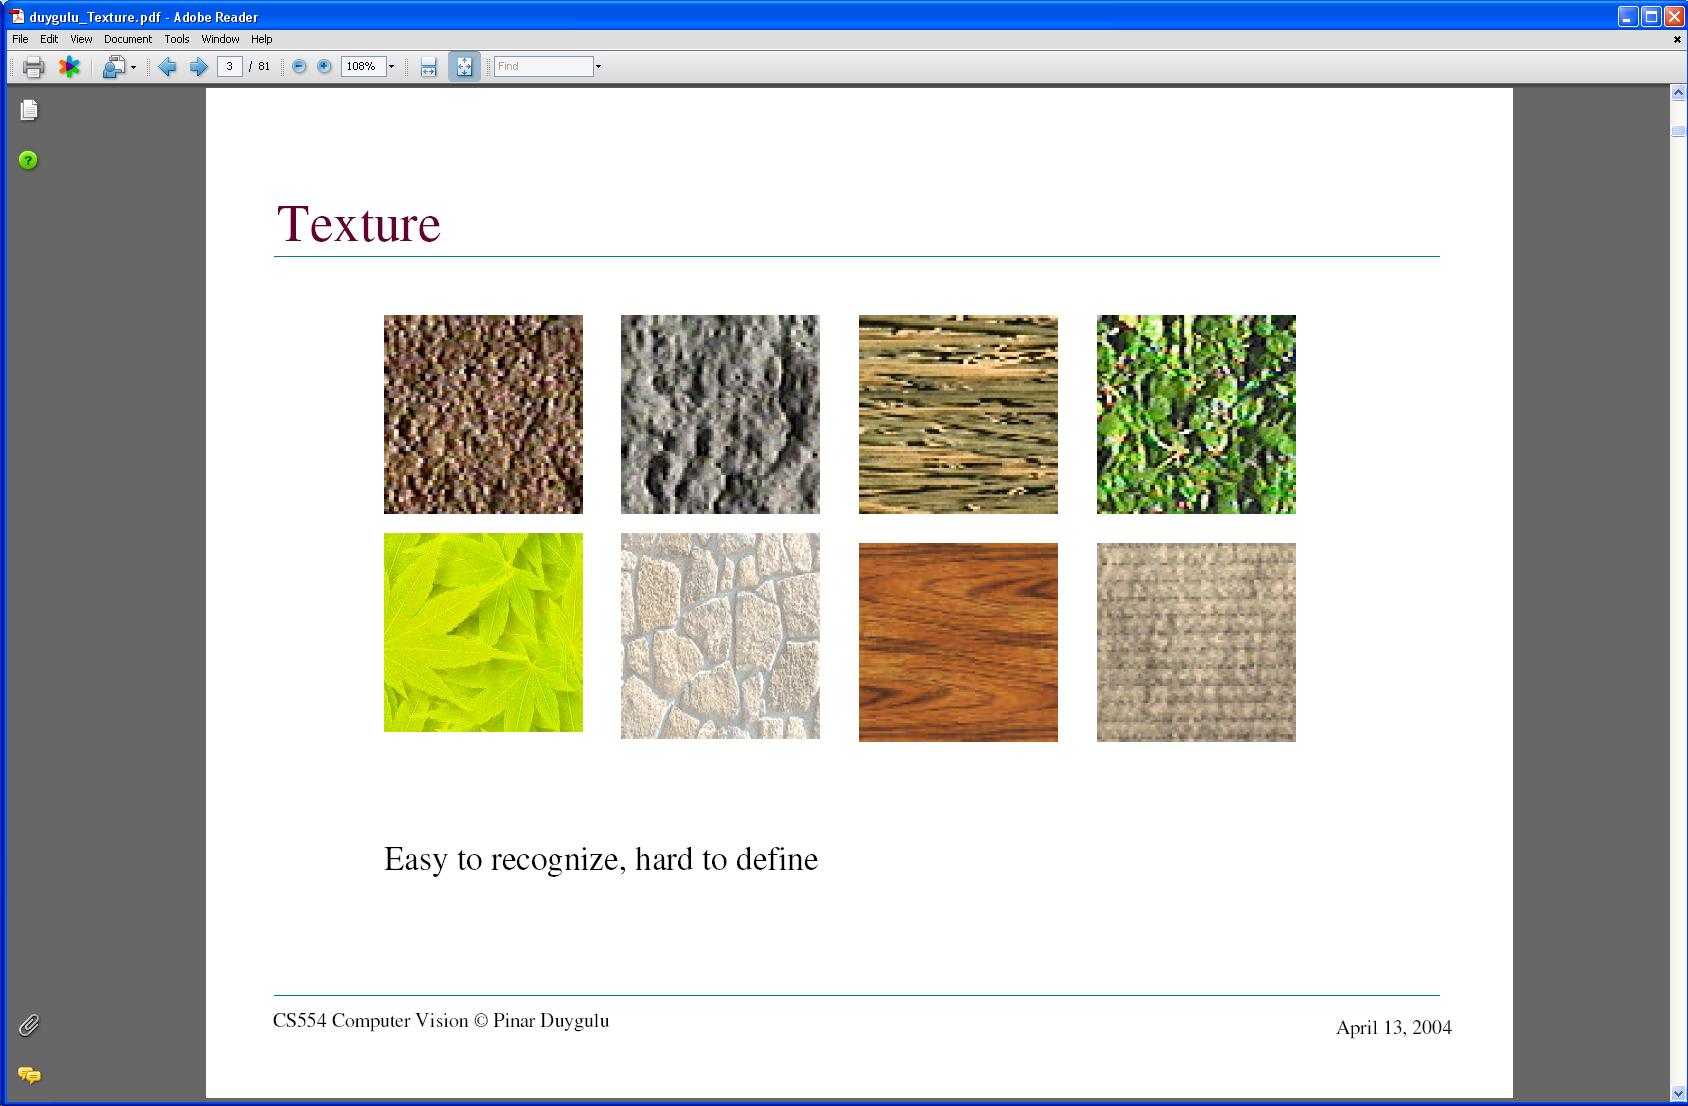 duygulu_Texture.pdf - Adobe Reader
File Edit View Document Tools Window Help
3 / 81 108% Find
Texture
Easy to recognize, hard to define
CS554 Computer Vision © Pinar Duygulu
April 13, 2004